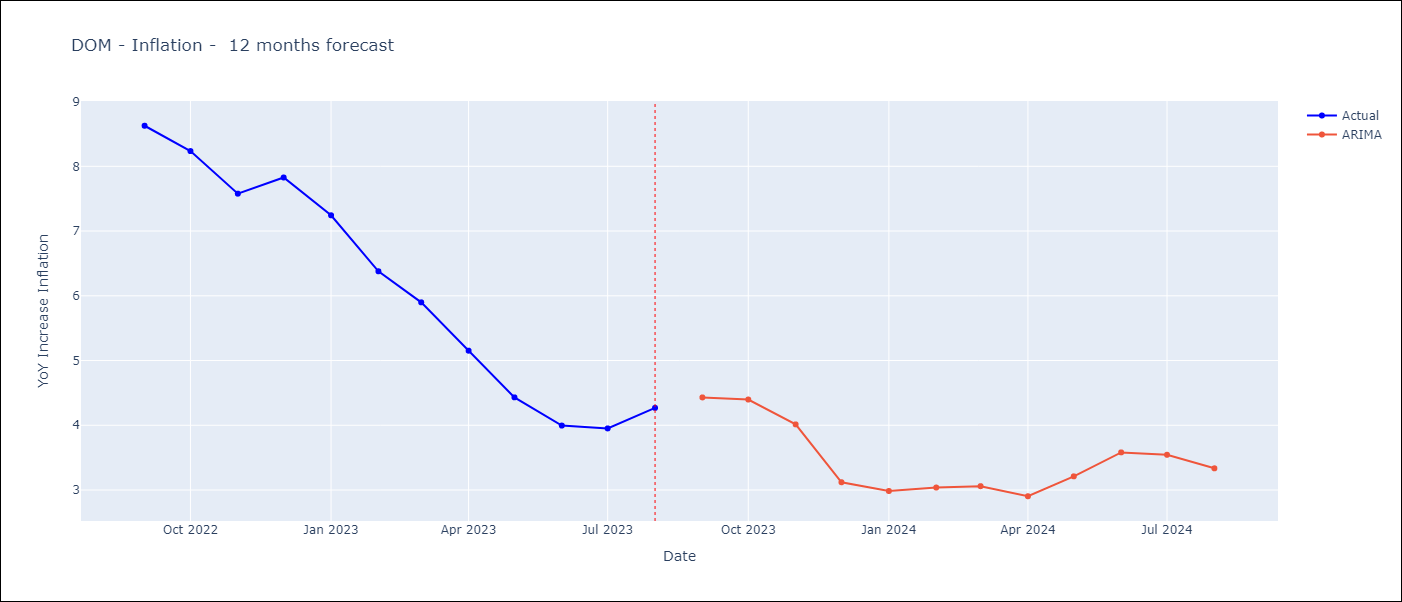 DOM - Inflation -  12 months forecast
Actual
ARIMA
YoY Increase Inflation
9
8
7
6
5
4
3
Oct 2022
Jan 2023
Apr 2023
Jul 2023
Oct 2023
Jan 2024
Apr 2024
Jul 2024
Date